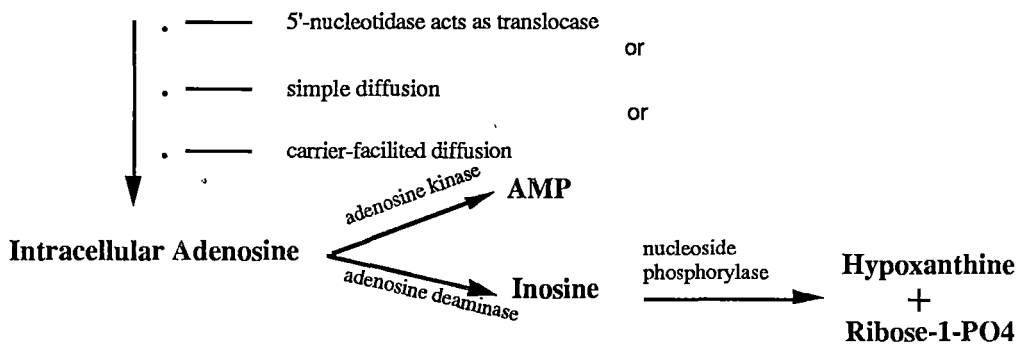 5'-nucleotidase acts as translocase
or
simple diffusion
or
carrier-facilited diffusion
adenosine kinase
AMP
Intracellular Adenosine
adenosine deaminase
Inosine
nucleoside
phosphorylase
Hypoxanthine
+
Ribose-1-PO4